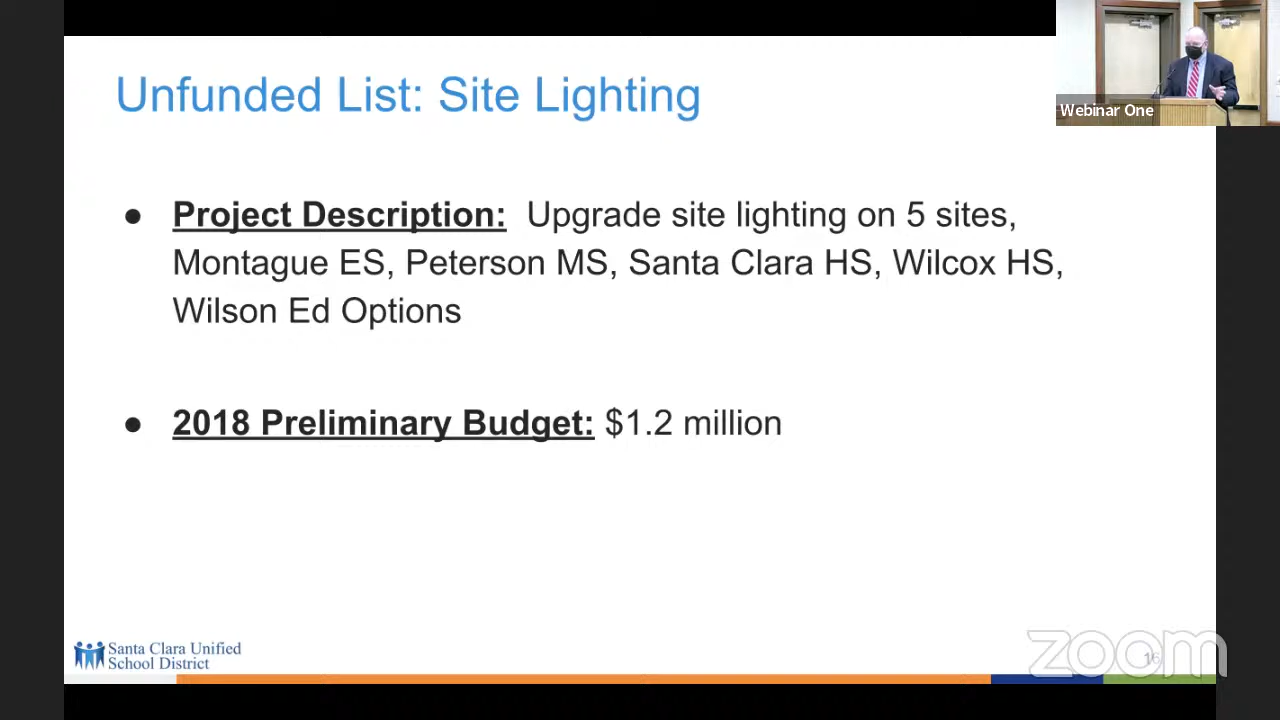 Unfunded List: Site Lighting
Webinar One
● Project Description: Upgrade site lighting on 5 sites,
Montague ES, Peterson MS, Santa Clara HS, Wilcox HS,
Wilson Ed Options
● 2018 Preliminary Budget: $1.2 million
Santa Clara Unified
School District
zoom
16